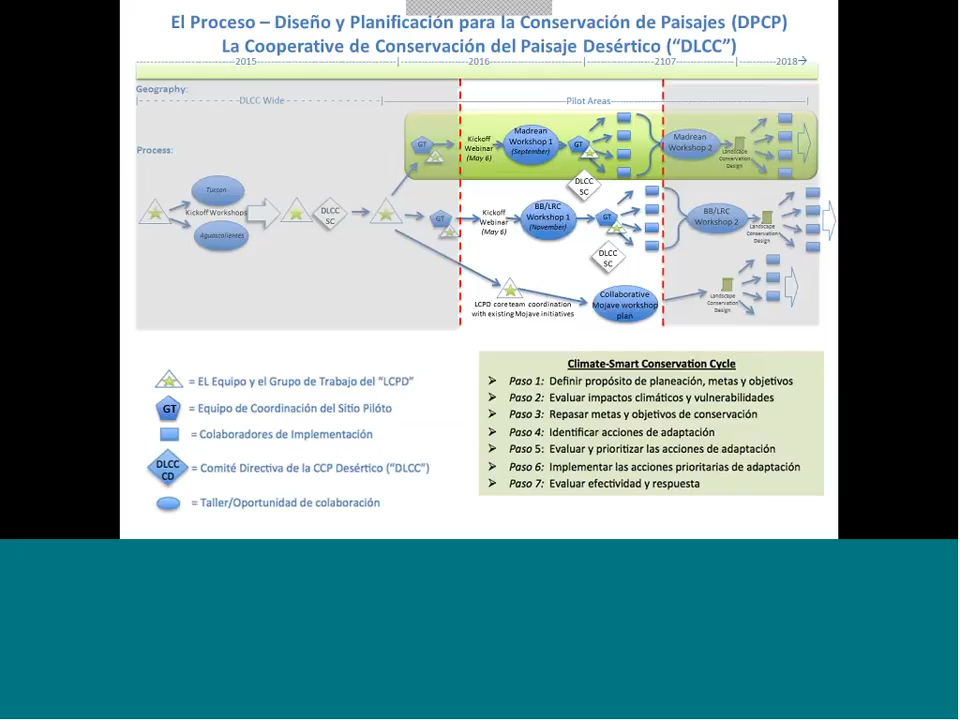 El Proceso – Diseño y Planificación para la Conservación de Paisajes (DPCP)
La Cooperative de Conservación del Paisaje Desértico (“DLCC”)
2015 2016 2107 2018
Geography:
DLCC Wide Pilot Areas
Process:
GT
Kickoff
Webinar
(May 6)
Madrean
Workshop 1
(September)
GT
Madrean
Workshop 2
Landscape
Conservation
Design
DLCC
SC
Tucson
Kickoff Workshops
Aguascalientes
DLCC
SC
GT
Kickoff
Webinar
(May 6)
BB/LRC
Workshop 1
(November)
GT
BB/LRC
Workshop 2
Landscape
Conservation
Design
DLCC
SC
LCPD core team coordination
with existing Mojave initiatives
Collaborative
Mojave workshop
plan
Landscape
Conservation
Design
= EL Equipo y el Grupo de Trabajo del “LCPD”
GT = Equipo de Coordinación del Sitio Pilóto
= Colaboradores de Implementación
DLCC
CD
= Comité Directiva de la CCP Desértico (“DLCC”)
= Taller/Oportunidad de colaboración
Climate-Smart Conservation Cycle
Paso 1: Definir propósito de planeación, metas y objetivos
Paso 2: Evaluar impactos climáticos y vulnerabilidades
Paso 3: Repasar metas y objetivos de conservación
Paso 4: Identificar acciones de adaptación
Paso 5: Evaluar y prioritizar las acciones de adaptación
Paso 6: Implementar las acciones prioritarias de adaptación
Paso 7: Evaluar efectividad y respuesta